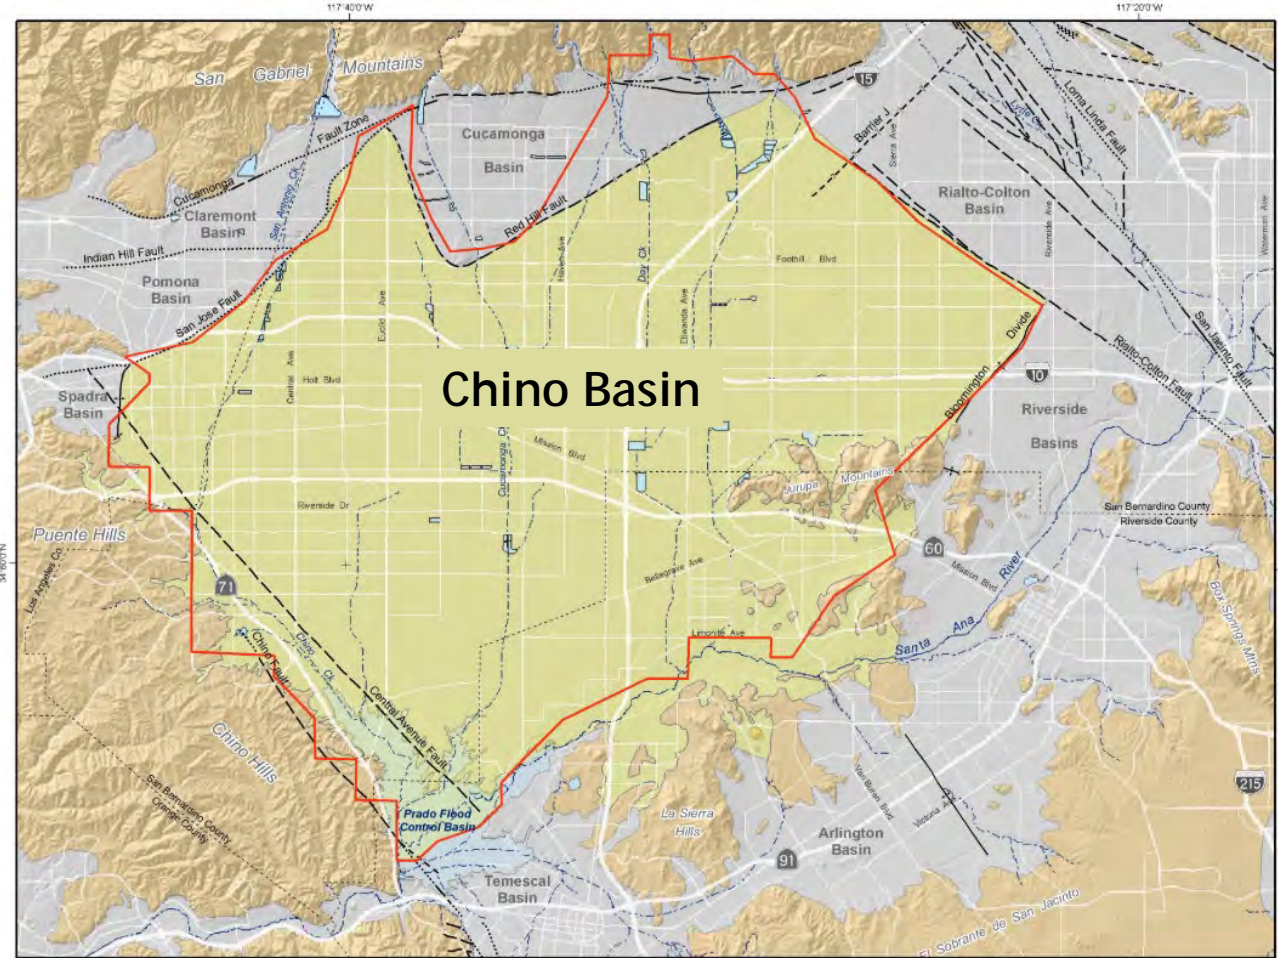 117°40'0"W
117°20'0"W
San Gabriel Mountains
15
Fault Zone
Cucamonga
Basin
Barrier J
Sierra Ave
Loma Linda Fault
Cucamonga
Claremont
Basin
San Antonio Ck
Rialto-Colton
Basin
Riverside Ave
Waterman Ave
Red Hill Fault
Indian Hill Fault
Haven Ave
Day Ck
Foothill Blvd
Pomona
Basin
San Jose Fault
Euclid Ave
Etiwanda Ave
Divide
Bloomington
San Jacinto Fault
Rialto-Colton Fault
Central Ave
Holt Blvd
Chino Basin
10
Spadra
Basin
Riverside
Basins
Mission Blvd
Cucamonga
Jurupa Mountains
Riverside Dr
San Bernardino County
Riverside County
Puente Hills
34°60'0"N
Los Angeles Co.
71
Bellegrave Ave
60
Mission Blvd
River
Ana
Santa
Box Springs Mtns
Limonite Ave
Chino Fault
Chino Ck
Central Avenue Fault
Chino Hills
San Bernardino County
Orange County
Prado Flood
Control Basin
La Sierra
Hills
Van Buren Blvd
Victoria Ave
215
Arlington
Basin
91
Temescal
Basin
El Sobrante de San Jacinto